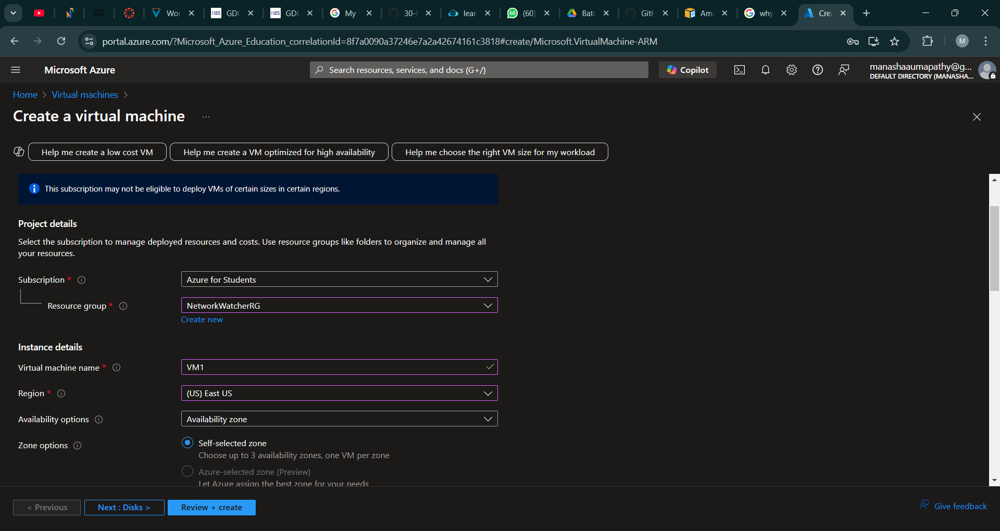 Wor
GDC
GDC
My
30-
lear
(60)
Bat
Git
Am
why
Cre
portal.azure.com/?Microsoft_Azure_Education_correlationId=8f7a0090a37246e7a2a42674161c3818#create/Microsoft.VirtualMachine-ARM
M
Microsoft Azure
Search resources, services, and docs (G+/)
Copilot
manashaaumapathy@g...
DEFAULT DIRECTORY (MANASHA...
Home > Virtual machines >
Create a virtual machine ...
Help me create a low cost VM
Help me create a VM optimized for high availability
Help me choose the right VM size for my workload
This subscription may not be eligible to deploy VMs of certain sizes in certain regions.
Project details
Select the subscription to manage deployed resources and costs. Use resource groups like folders to organize and manage all
your resources.
Subscription * Azure for Students
Resource group * NetworkWatcherRG
Create new
Instance details
Virtual machine name * VM1
Region * (US) East US
Availability options Availability zone
Zone options Self-selected zone
Choose up to 3 availability zones, one VM per zone
Azure-selected zone (Preview)
Let Azure assign the best zone for your needs
< Previous
Next : Disks >
Review + create
Give feedback